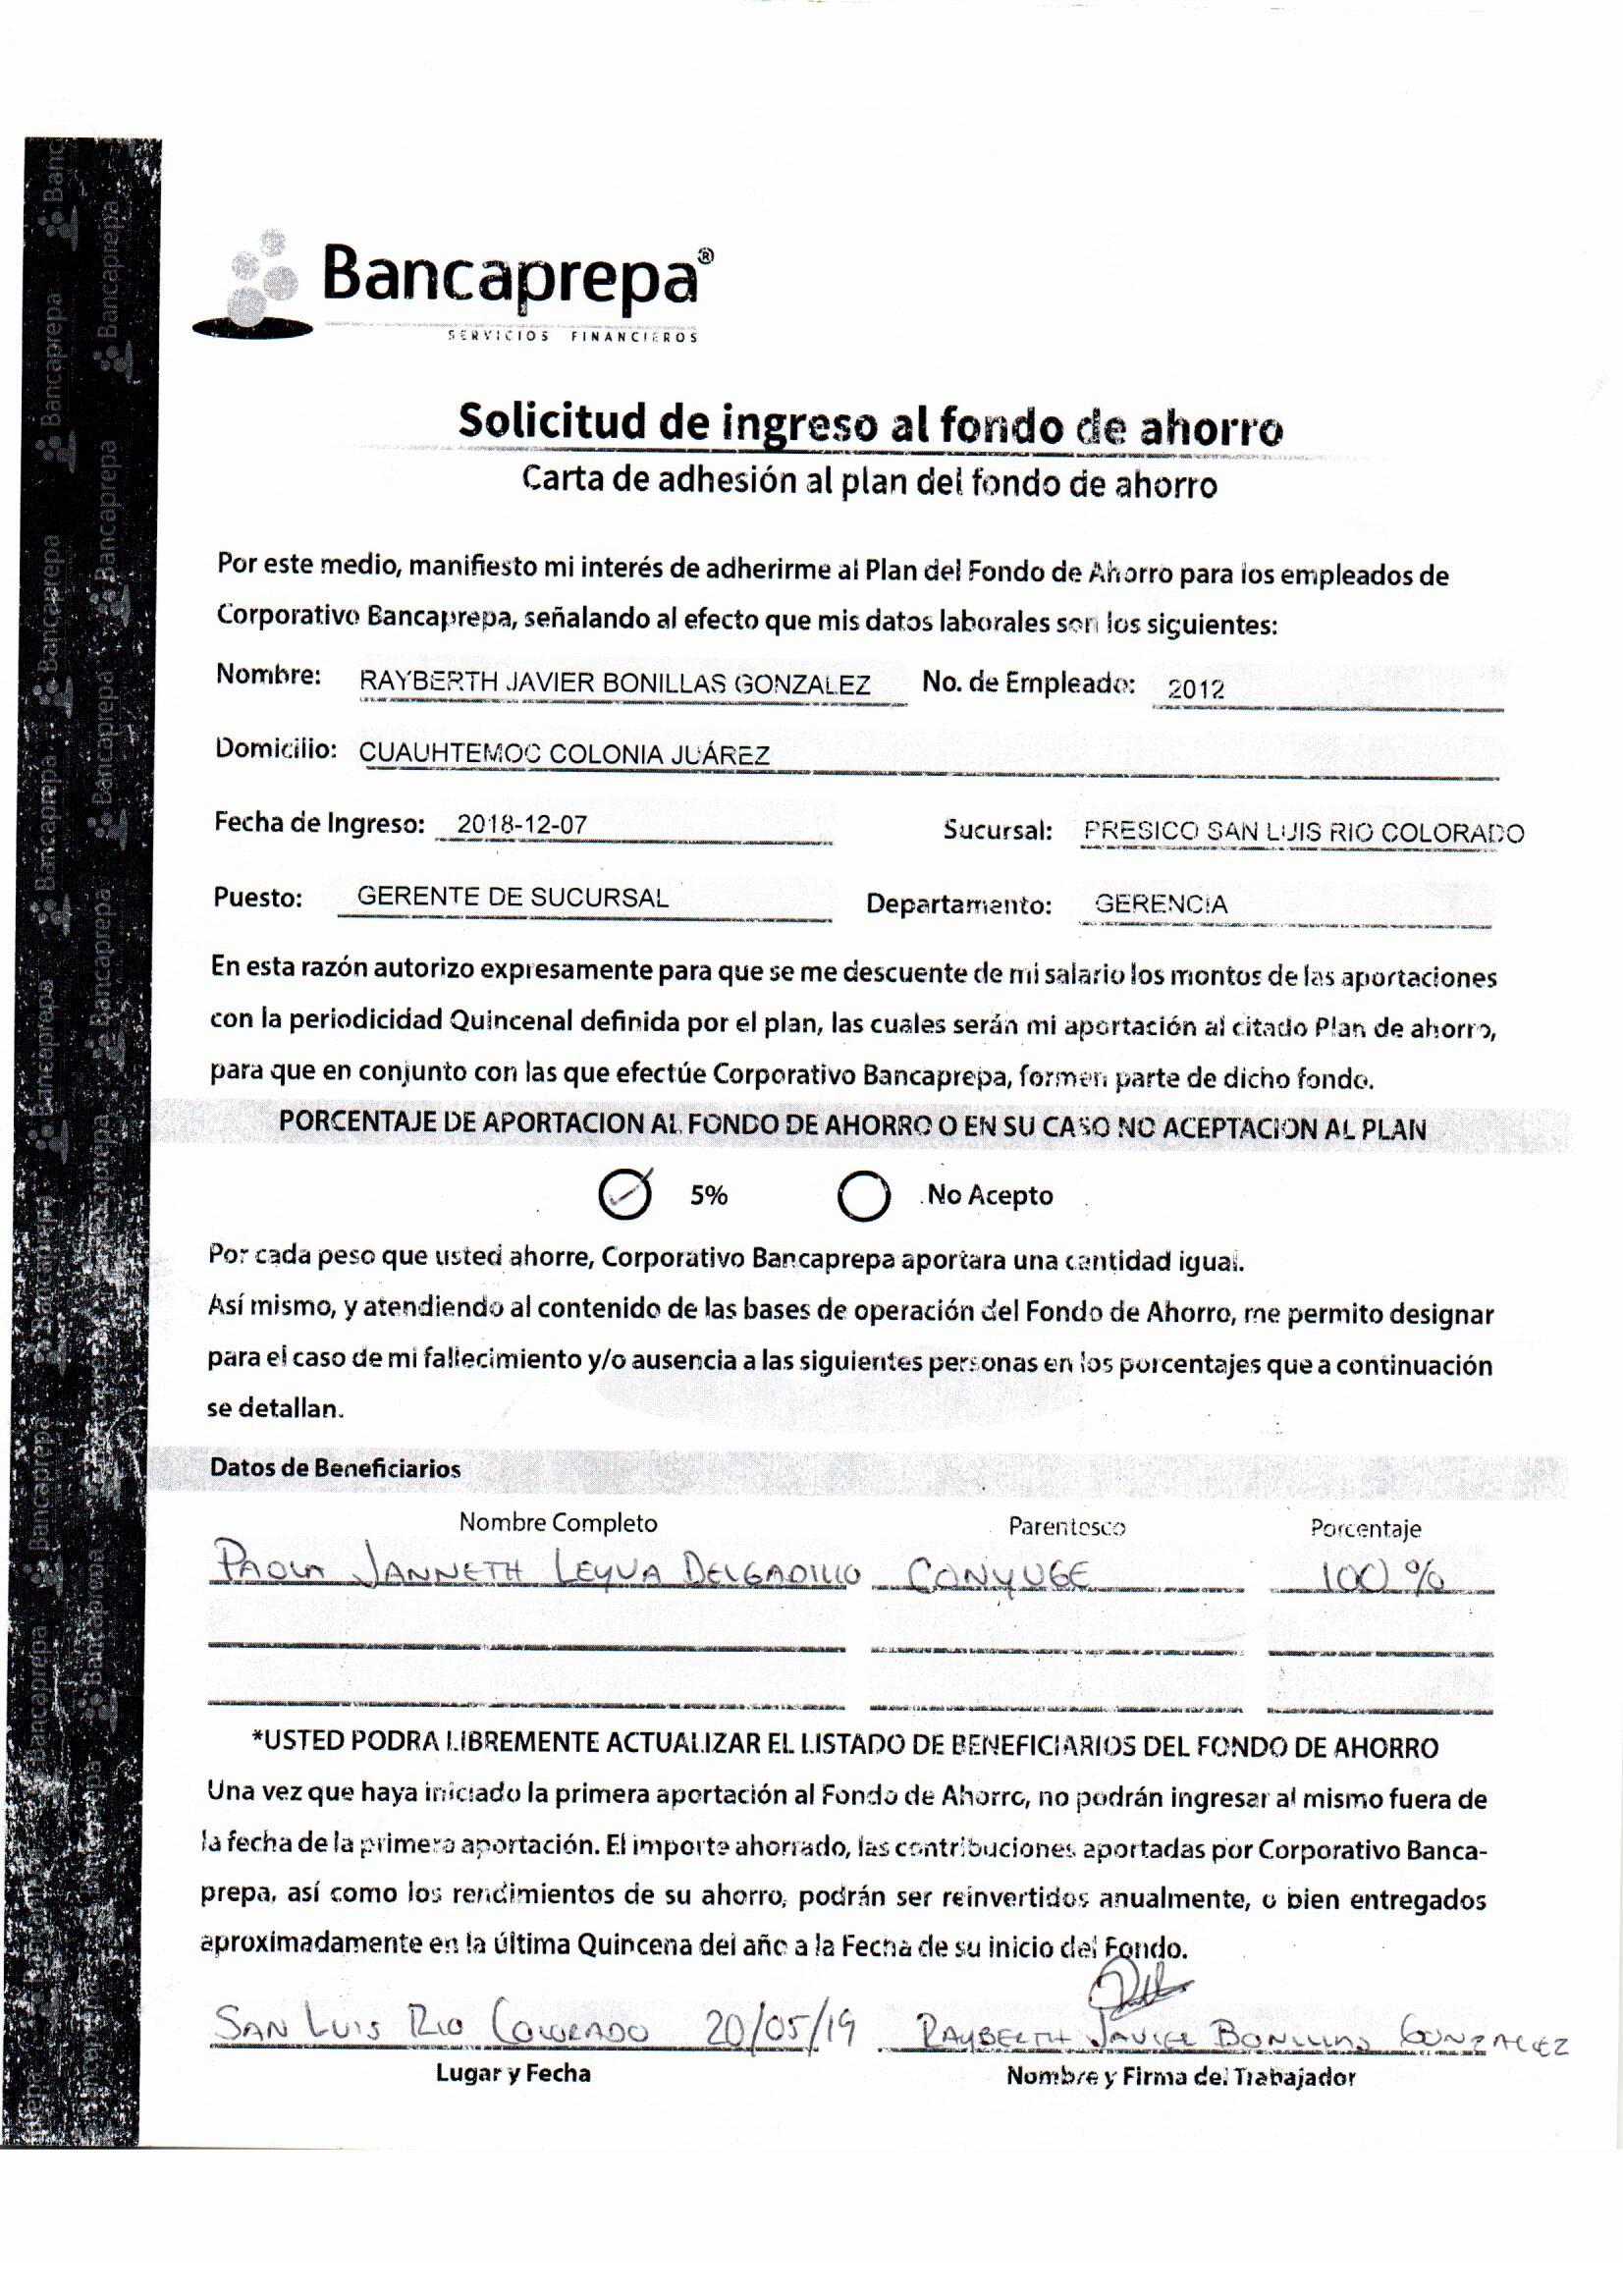 Bancaprepa®
SERVICIOS FINANCIEROS
Solicitud de ingreso al fondo de ahorro
Carta de adhesión al plan del fondo de ahorro
Por este medio, manifiesto mi interés de adherirme al Plan del Fondo de Ahorro para los empleados de
Corporativo Bancaprepa, señalando al efecto que mis datos laborales son los siguientes:
Nombre: RAYBERTH JAVIER BONILLAS GONZALEZ No. de Empleado: 2012
Domicilio: CUAUHTEMOC COLONIA JUÁREZ
Fecha de Ingreso: 2018-12-07 Sucursal: PRESICO SAN LUIS RIO COLORADO
Puesto: GERENTE DE SUCURSAL Departamento: GERENCIA
En esta razón autorizo expresamente para que se me descuente de mi salario los montos de las aportaciones
con la periodicidad Quincenal definida por el plan, las cuales serán mi aportación al citado Plan de ahorro,
para que en conjunto con las que efectúe Corporativo Bancaprepa, formen parte de dicho fondo.
PORCENTAJE DE APORTACION AL FONDO DE AHORRO O EN SU CASO NO ACEPTACION AL PLAN
5% No Acepto
Por cada peso que usted ahorre, Corporativo Bancaprepa aportara una cantidad igual.
Así mismo, y atendiendo al contenido de las bases de operación del Fondo de Ahorro, me permito designar
para el caso de mi fallecimiento y/o ausencia a las siguientes personas en los porcentajes que a continuación
se detallan.
Datos de Beneficiarios
Nombre Completo Parentesco Porcentaje
PAOLA JANNETH LEYVA DELGADILLO CONYUGE 100 %
*USTED PODRA LIBREMENTE ACTUALIZAR EL LISTADO DE BENEFICIARIOS DEL FONDO DE AHORRO
Una vez que haya iniciado la primera aportación al Fondo de Ahorro, no podrán ingresar al mismo fuera de
la fecha de la primera aportación. El importe ahorrado, las contribuciones aportadas por Corporativo Banca-
prepa, así como los rendimientos de su ahorro, podrán ser reinvertidos anualmente, o bien entregados
aproximadamente en la última Quincena del año a la Fecha de su inicio del Fondo.
SAN LUIS RIO COLORADO 20/05/19 RAYBERTH JAVIER BONILLAS GONZALEZ
Lugar y Fecha Nombre y Firma del Trabajador